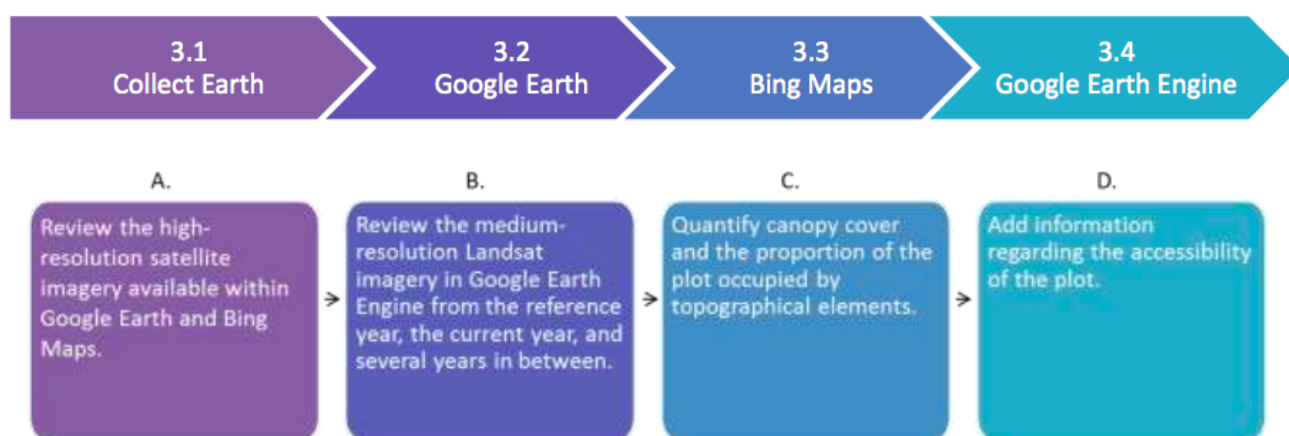 3.1
Collect Earth
3.2
Google Earth
3.3
Bing Maps
3.4
Google Earth Engine
A.
Review the high-
resolution satellite
imagery available within
Google Earth and Bing
Maps.
B.
Review the medium-
resolution Landsat
imagery in Google Earth
Engine from the reference
year, the current year, and
several years in between.
C.
Quantify canopy cover
and the proportion of the
plot occupied by
topographical elements.
D.
Add information
regarding the accessibility
of the plot.